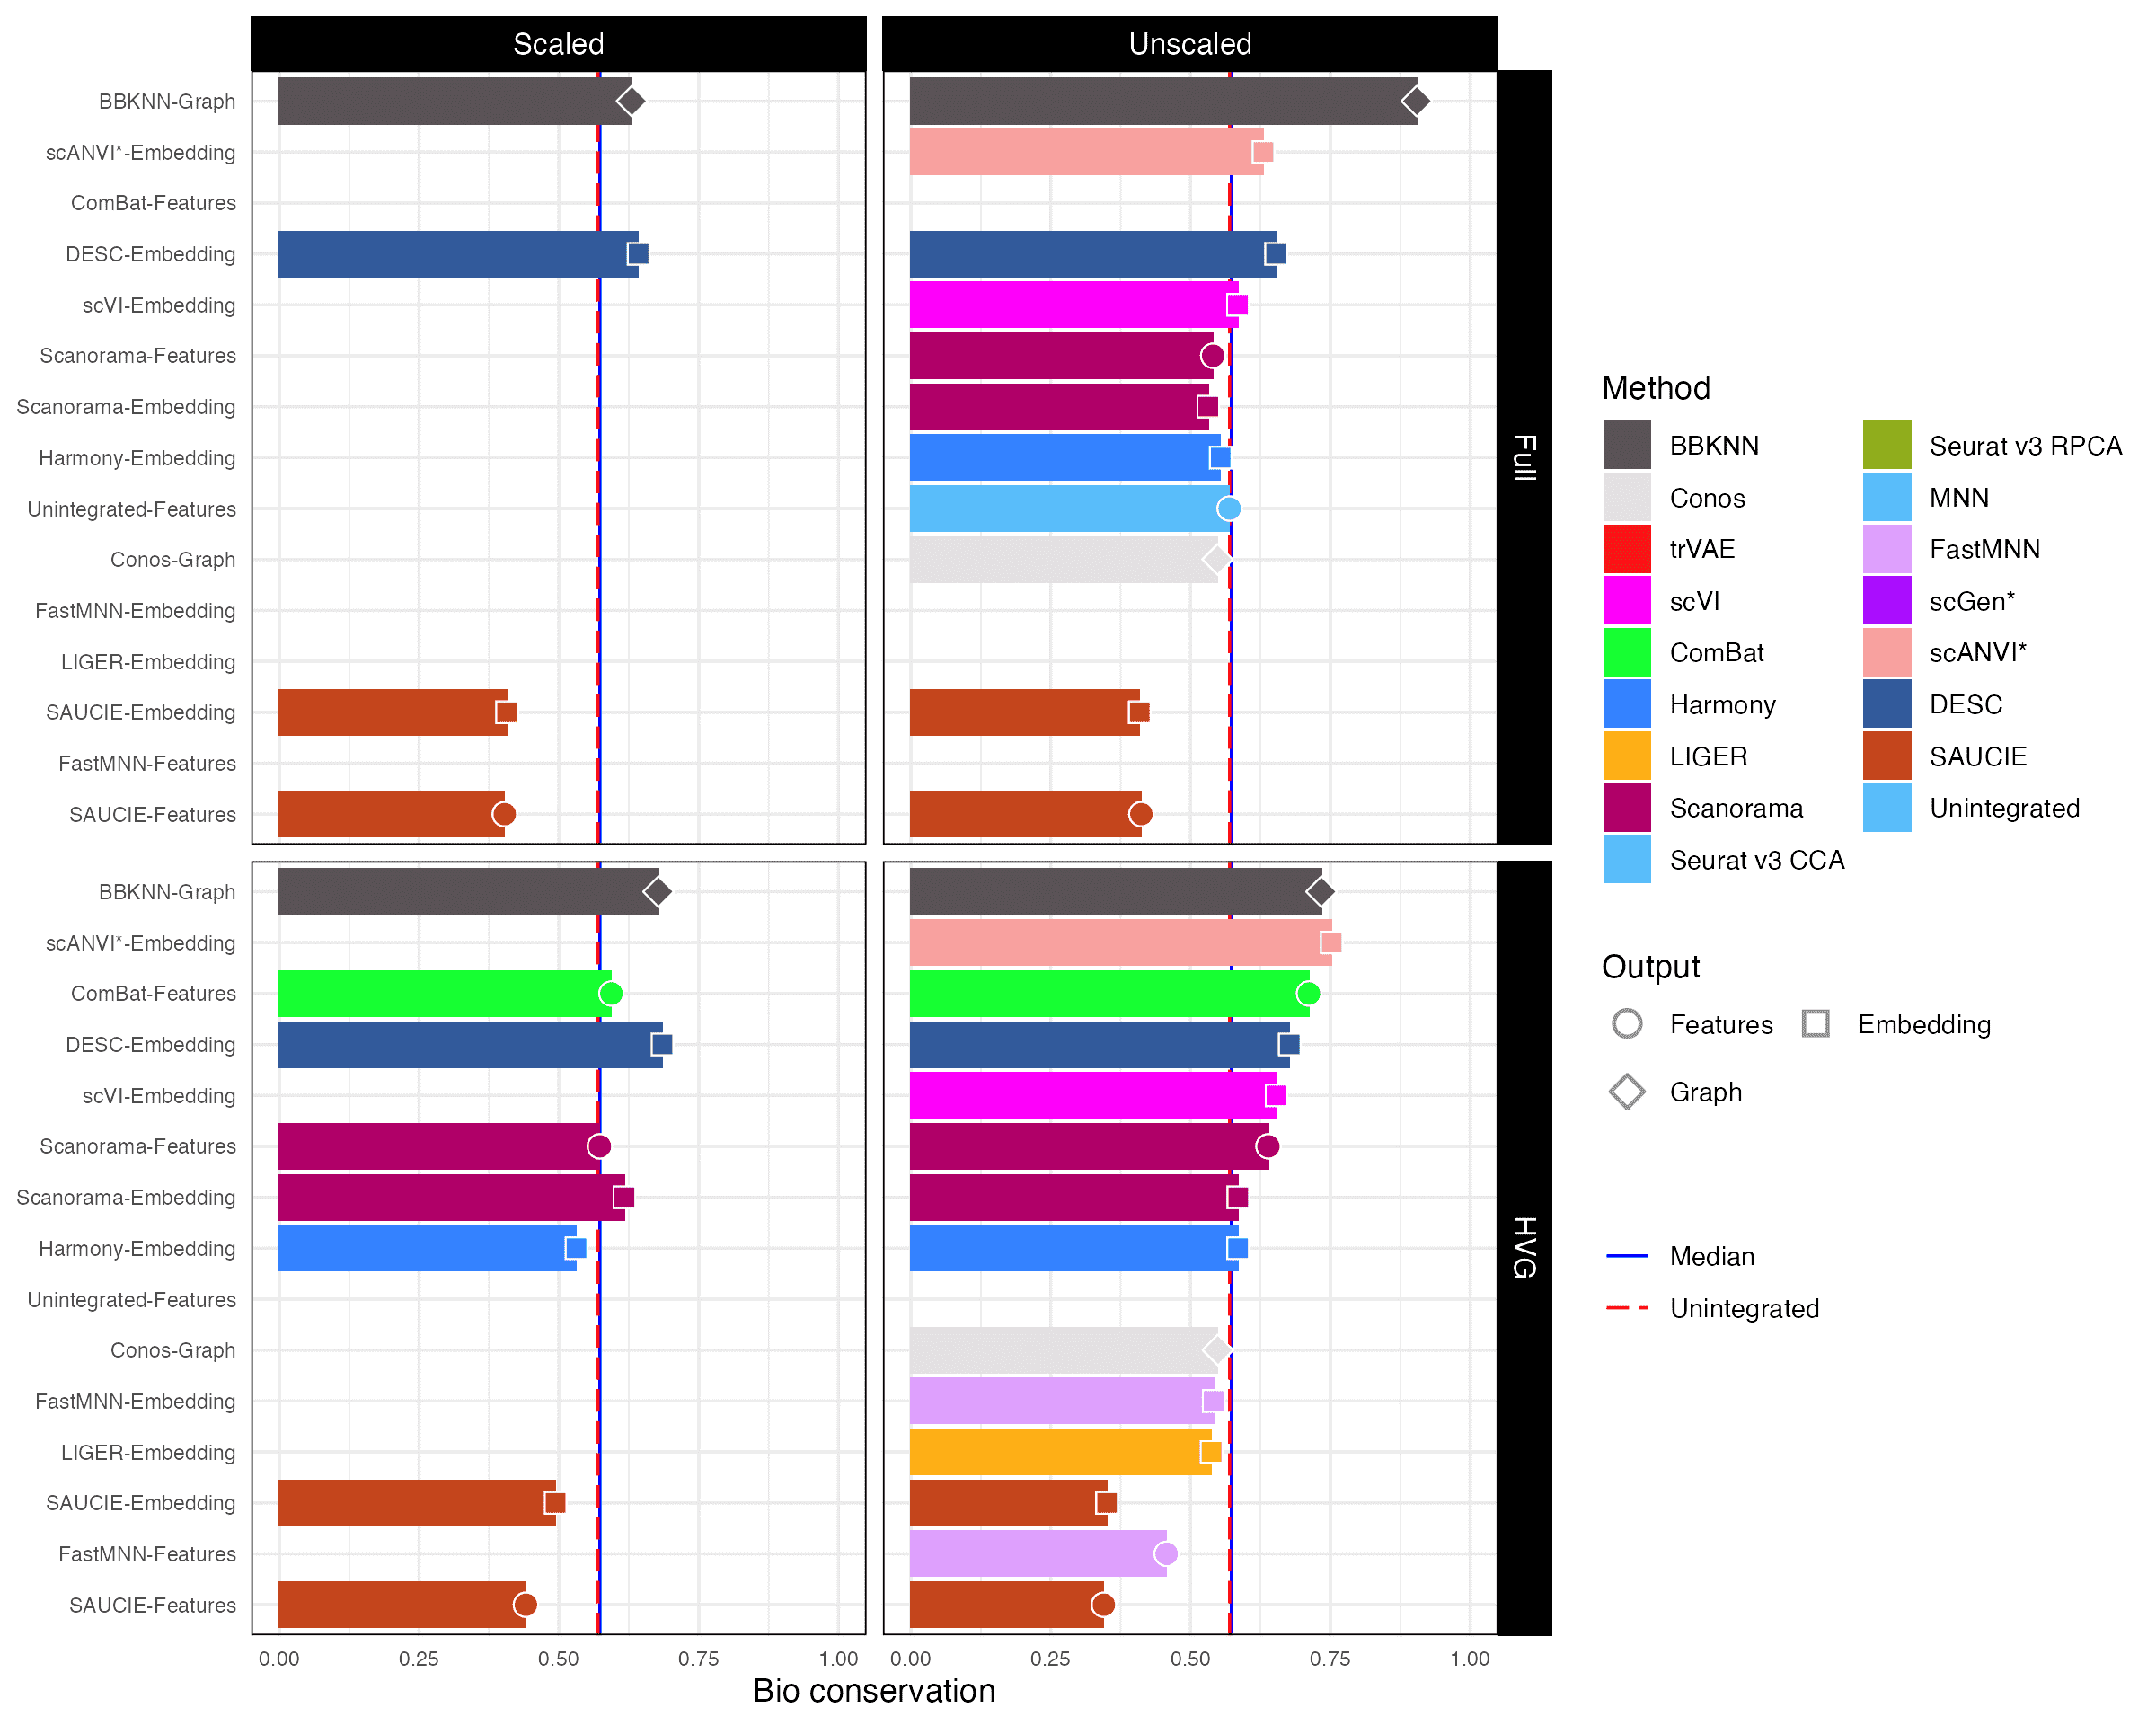 Scaled
Unscaled
BBKNN-Graph
scANVI*-Embedding
ComBat-Features
DESC-Embedding
scVI-Embedding
Scanorama-Features
Scanorama-Embedding
Harmony-Embedding
Unintegrated-Features
Conos-Graph
FastMNN-Embedding
LIGER-Embedding
SAUCIE-Embedding
FastMNN-Features
SAUCIE-Features
Full
BBKNN-Graph
scANVI*-Embedding
ComBat-Features
DESC-Embedding
scVI-Embedding
Scanorama-Features
Scanorama-Embedding
Harmony-Embedding
Unintegrated-Features
Conos-Graph
FastMNN-Embedding
LIGER-Embedding
SAUCIE-Embedding
FastMNN-Features
SAUCIE-Features
HVG
0.00 0.25 0.50 0.75 1.00 0.00 0.25 0.50 0.75 1.00
Bio conservation
Method
BBKNN
Conos
trVAE
scVI
ComBat
Harmony
LIGER
Scanorama
Seurat v3 CCA
Seurat v3 RPCA
MNN
FastMNN
scGen*
scANVI*
DESC
SAUCIE
Unintegrated
Output
Features Embedding
Graph
Median
Unintegrated